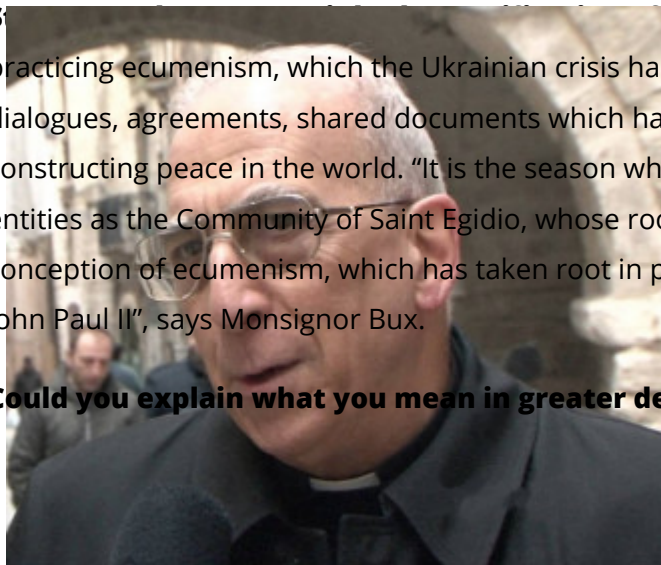 practicing ecumenism, which the Ukrainian crisis ha
dialogues, agreements, shared documents which ha
constructing peace in the world. “It is the season wh
entities as the Community of Saint Egidio, whose roo
conception of ecumenism, which has taken root in p
John Paul II”, says Monsignor Bux.
Could you explain what you mean in greater de